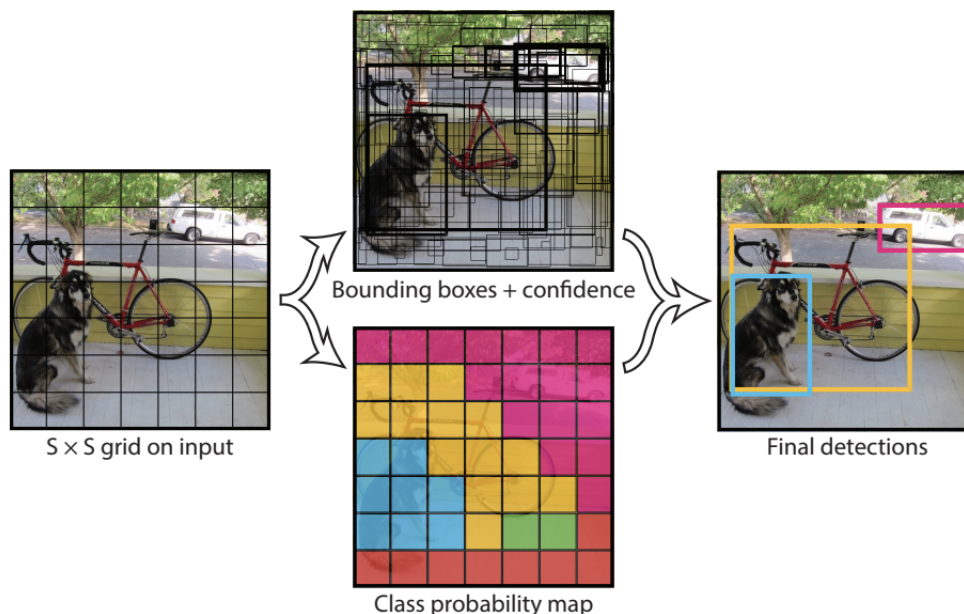 S × S grid on input
Bounding boxes + confidence
Class probability map
Final detections